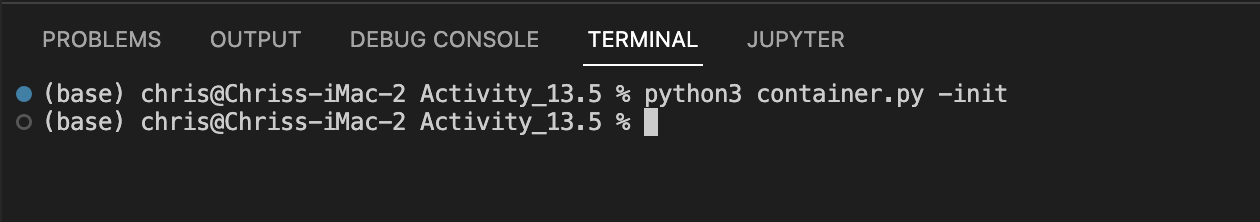 PROBLEMS OUTPUT DEBUG CONSOLE TERMINAL JUPYTER
(base) chris@Chriss-iMac-2 Activity_13.5 % python3 container.py -init
(base) chris@Chriss-iMac-2 Activity_13.5 %